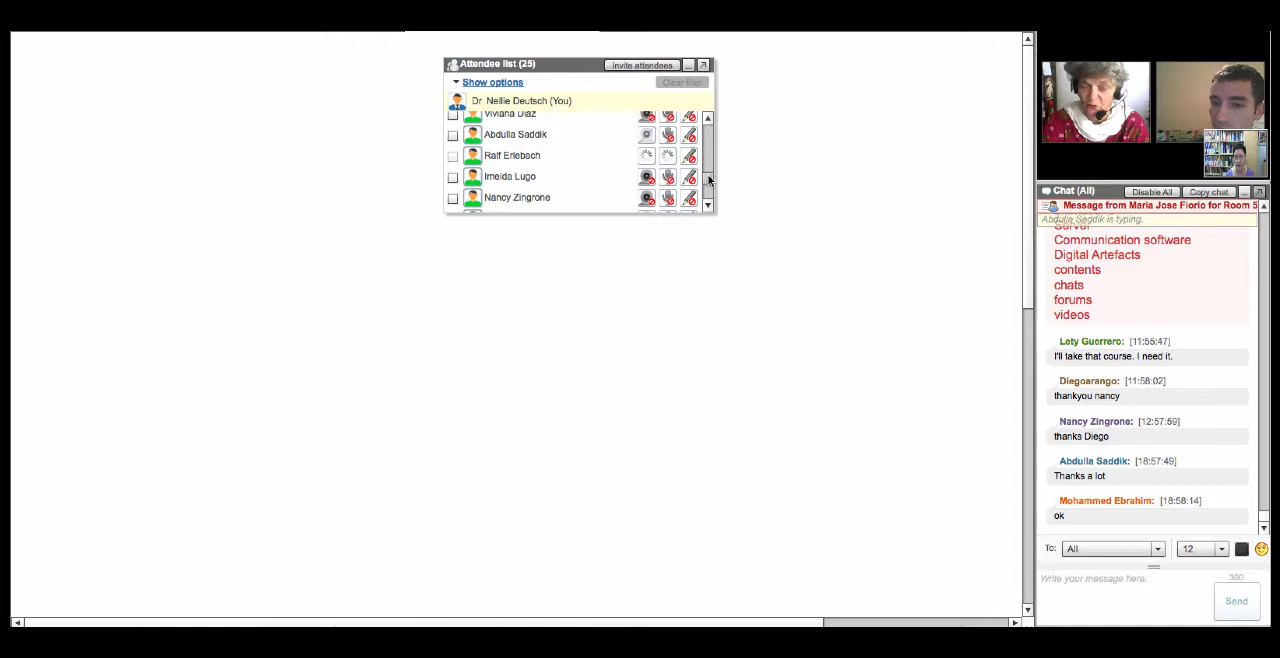 Attendee list (25)
Invite attendees
Show options
Clear filter
Dr Nellie Deutsch (You)
Viviana Diaz
Abdulla Saddik
Ralf Erlebach
Imelda Lugo
Nancy Zingrone
Chat (All)
Disable All
Copy chat
Message from Maria Jose Fiorio for Room 5
Abdulla Saddik is typing.
Server
Communication software
Digital Artefacts
contents
chats
forums
videos
Lety Guerrero: [11:55:47]
I'll take that course. I need it.
Diegoarango: [11:58:02]
thankyou nancy
Nancy Zingrone: [12:57:59]
thanks Diego
Abdulla Saddik: [18:57:49]
Thanks a lot
Mohammed Ebrahim: [18:58:14]
ok
To: All 12
Write your message here.
300
Send